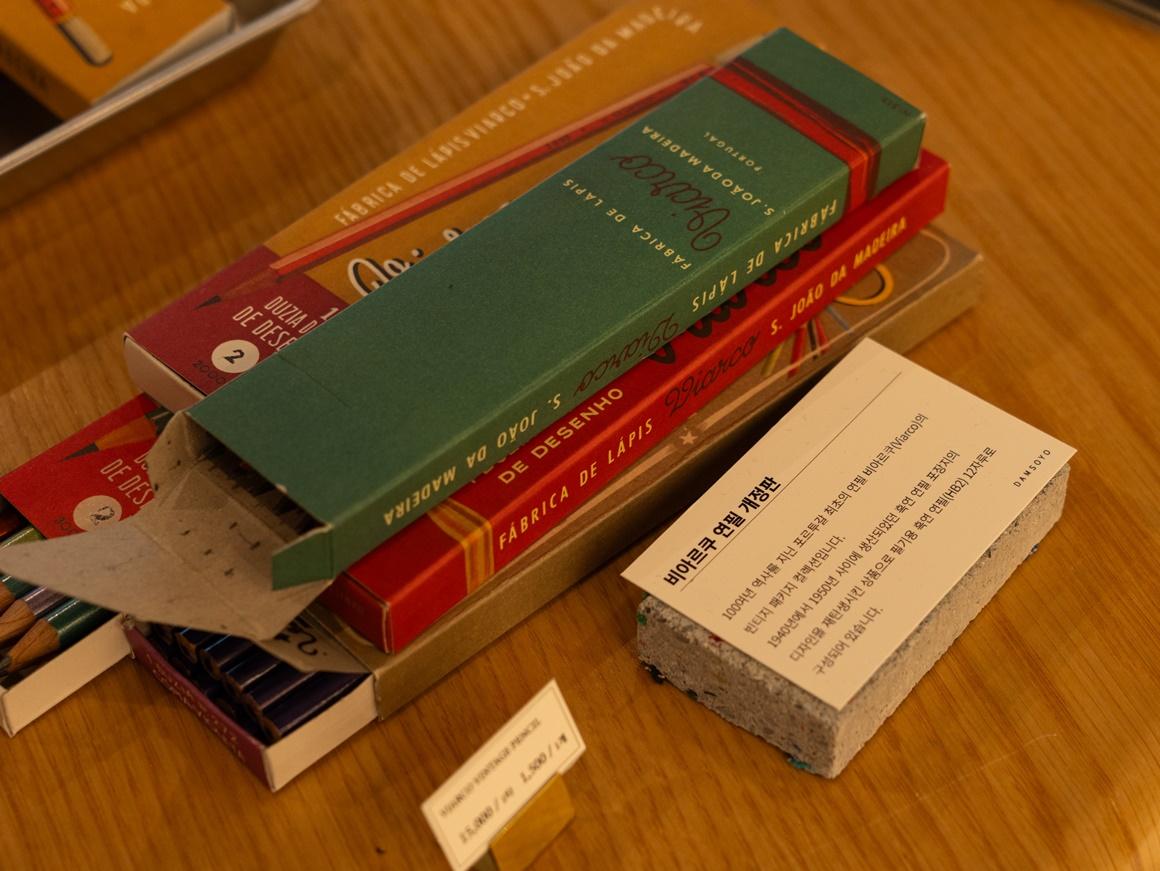 FÁBRICA DE LÁPIS VIARCO • S. JOÃO DA MADEIRA
DUZIA D
DE DESE
2
FÁBRICA DE LÁPIS
Viarco
S. JOÃO DA MADEIRA
PORTUGAL
FÁBRICA DE LÁPIS Viarco S. JOÃO DA MADEIRA
DE DESENHO
FÁBRICA DE LÁPIS Viarco S. JOÃO DA MADEIRA
DE DES
2
비아르쿠 연필 개정판
100여년 역사를 지닌 포르투갈 최초의 연필 비아르쿠(Viarco)의
빈티지 패키지 컬렉션입니다.
1940년에서 1950년 사이에 생산되었던 흑연 연필 포장지의
디자인을 재탄생시킨 상품으로 필기용 흑연 연필(HB2) 12자루로
구성되어 있습니다.
DAMSOYO